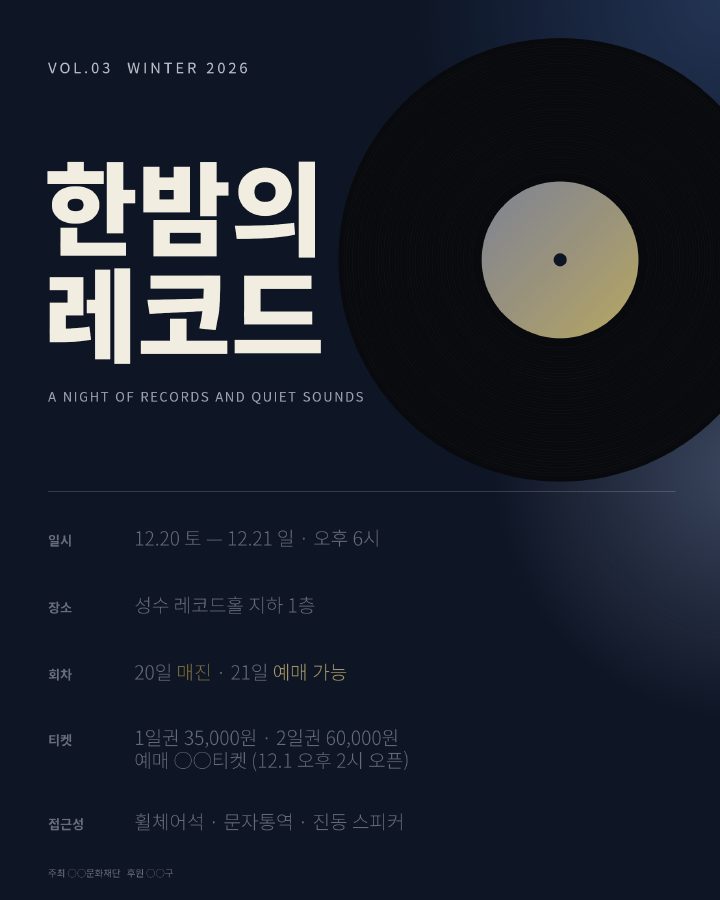 VOL.03 WINTER 2026
한밤의
레코드
A NIGHT OF RECORDS AND QUIET SOUNDS
일시 12.20 토 — 12.21 일 · 오후 6시
장소 성수 레코드홀 지하 1층
회차 20일 매진 · 21일 예매 가능
티켓 1일권 35,000원 · 2일권 60,000원
예매 ○○티켓 (12.1 오후 2시 오픈)
접근성 휠체어석 · 문자통역 · 진동 스피커
주최 ○○문화재단 후원 ○○구